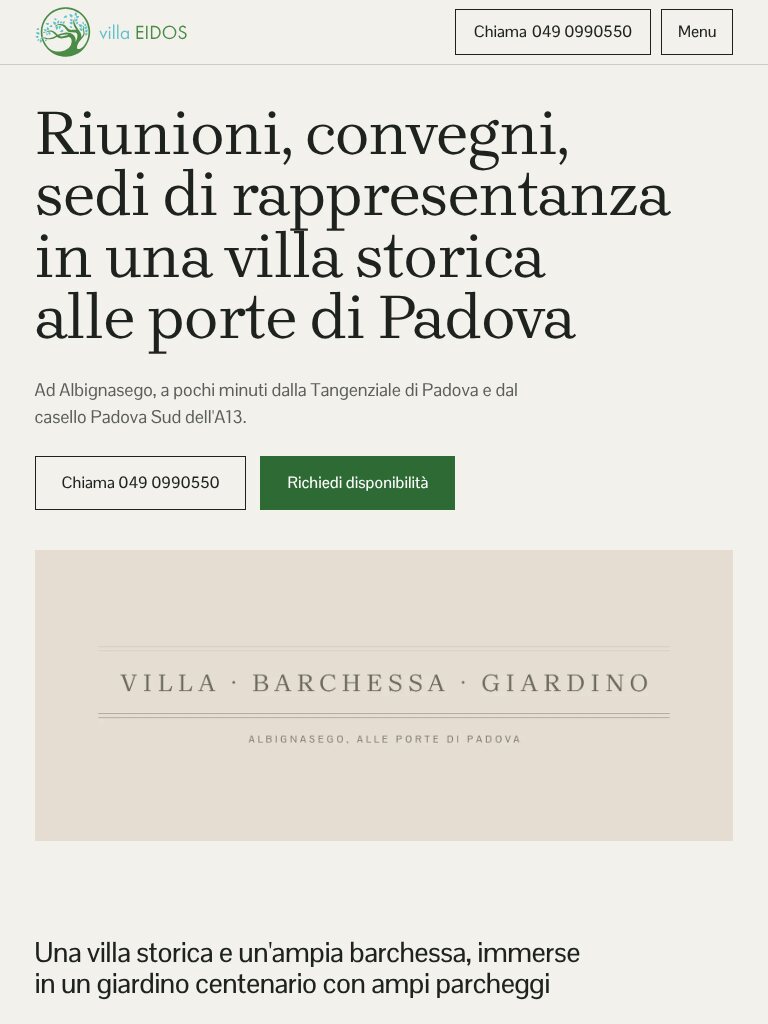 villa EIDOS
Chiama 049 0990550
Menu
Riunioni, convegni,
sedi di rappresentanza
in una villa storica
alle porte di Padova
Ad Albignasego, a pochi minuti dalla Tangenziale di Padova e dal
casello Padova Sud dell'A13.
Chiama 049 0990550
Richiedi disponibilità
VILLA · BARCHESSA · GIARDINO
ALBIGNASEGO, ALLE PORTE DI PADOVA
Una villa storica e un'ampia barchessa, immerse
in un giardino centenario con ampi parcheggi